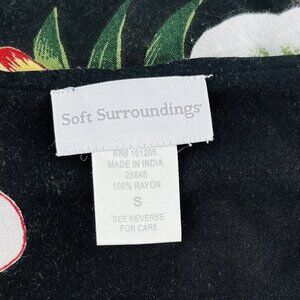 Soft Surroundings
RN# 101206
MADE IN INDIA
25648
100% RAYON
S
SEE REVERSE
FOR CARE